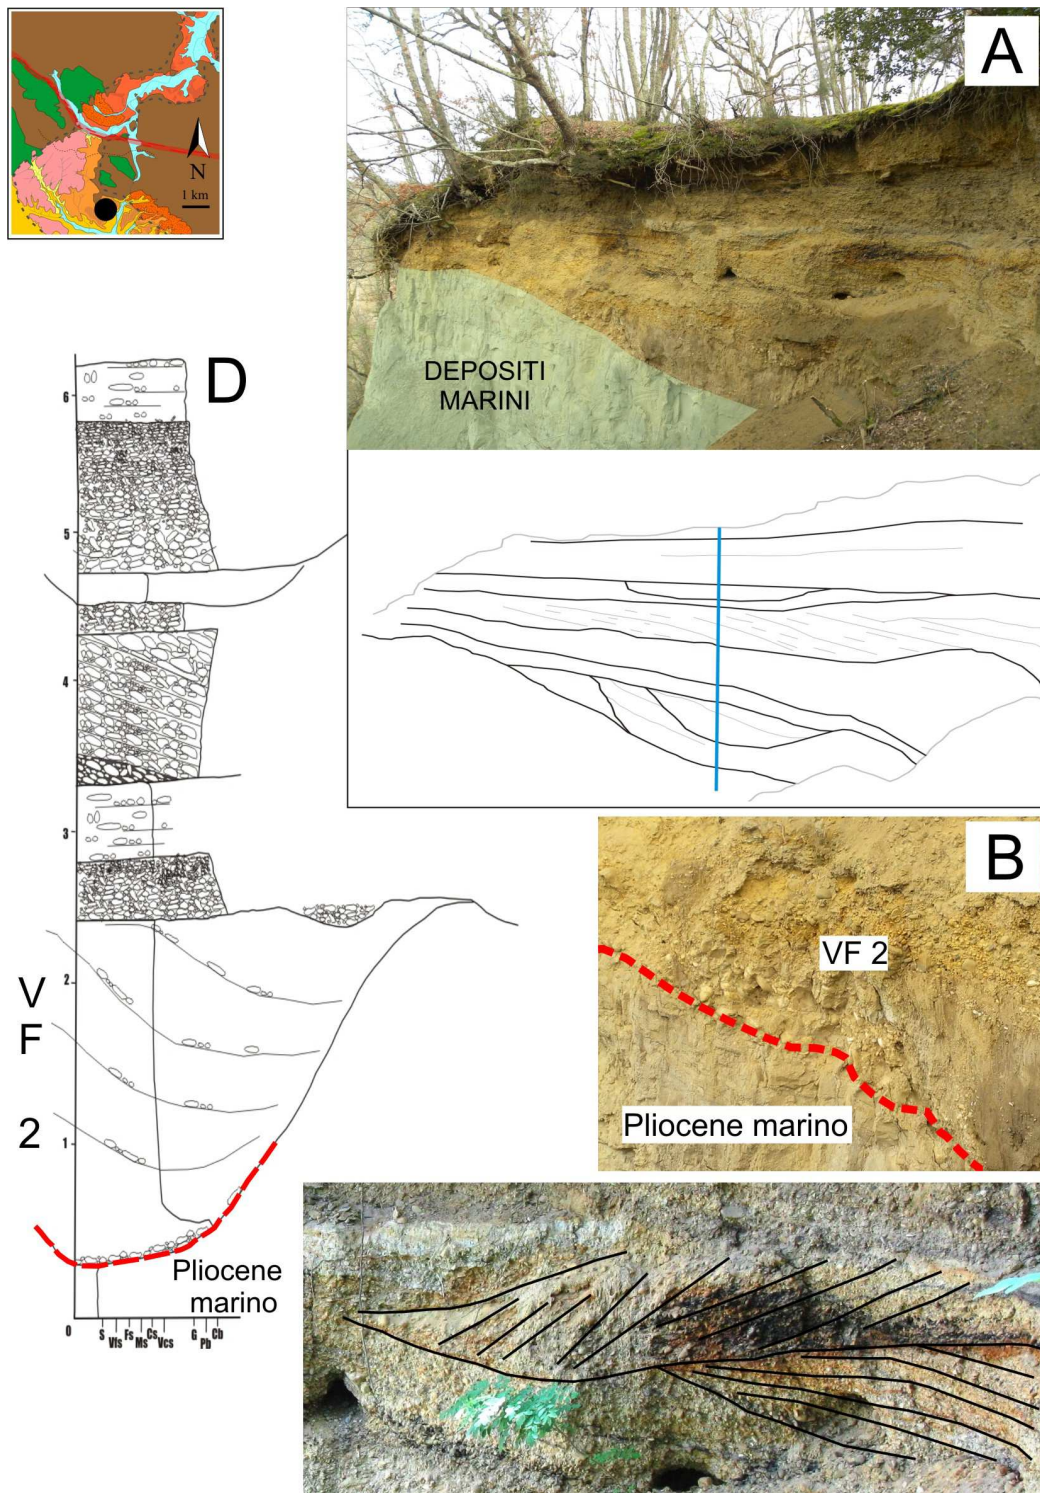 N
1 km
A
DEPOSITI
MARINI
D
6
5
4
3
2
1
0
V
F
2
Pliocene
marino
S
Vfs
Fs
Ms
Cs
Vcs
G
Pb
Cb
B
VF 2
Pliocene marino